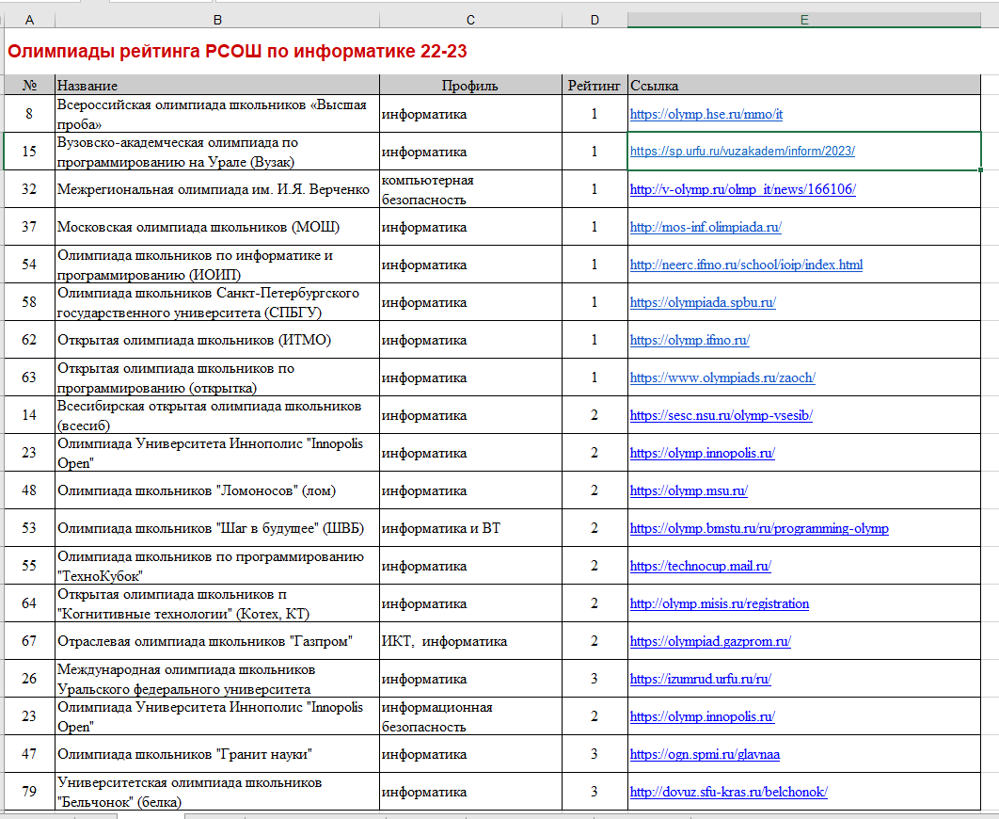 A B C D E
Олимпиады рейтинга РСОШ по информатике 22-23
№ Название Профиль Рейтинг Ссылка
8 Всероссийская олимпиада школьников «Высшая
проба» информатика 1 https://olymp.hse.ru/mmo/it
15 Вузовско-академческая олимпиада по
программированию на Урале (Вузак) информатика 1 https://sp.urfu.ru/vuzakadem/inform/2023/
32 Межрегиональная олимпиада им. И.Я. Верченко компьютерная
безопасность 1 http://v-olymp.ru/olmp_it/news/166106/
37 Московская олимпиада школьников (МОШ) информатика 1 http://mos-inf.olimpiada.ru/
54 Олимпиада школьников по информатике и
программированию (ИОИП) информатика 1 http://neerc.ifmo.ru/school/ioip/index.html
58 Олимпиада школьников Санкт-Петербургского
государственного университета (СПБГУ) информатика 1 https://olympiada.spbu.ru/
62 Открытая олимпиада школьников (ИТМО) информатика 1 https://olymp.ifmo.ru/
63 Открытая олимпиада школьников по
программированию (открытка) информатика 1 https://www.olympiads.ru/zaoch/
14 Всесибирская открытая олимпиада школьников
(всесиб) информатика 2 https://sesc.nsu.ru/olymp-vsesib/
23 Олимпиада Университета Иннополис "Innopolis
Open" информатика 2 https://olymp.innopolis.ru/
48 Олимпиада школьников "Ломоносов" (лом) информатика 2 https://olymp.msu.ru/
53 Олимпиада школьников "Шаг в будущее" (ШВБ) информатика и ВТ 2 https://olymp.bmstu.ru/ru/programming-olymp
55 Олимпиада школьников по программированию
"ТехноКубок" информатика 2 https://technocup.mail.ru/
64 Открытая олимпиада школьников п
"Когнитивные технологии" (Котех, КТ) информатика 2 http://olymp.misis.ru/registration
67 Отраслевая олимпиада школьников "Газпром" ИКТ, информатика 2 https://olympiad.gazprom.ru/
26 Международная олимпиада школьников
Уральского федерального университета информатика 3 https://izumrud.urfu.ru/ru/
23 Олимпиада Университета Иннополис "Innopolis
Open" информационная
безопасность 2 https://olymp.innopolis.ru/
47 Олимпиада школьников "Гранит науки" информатика 3 https://ogn.spmi.ru/glavnaa
79 Университетская олимпиада школьников
"Бельчонок" (белка) информатика 3 http://dovuz.sfu-kras.ru/belchonok/